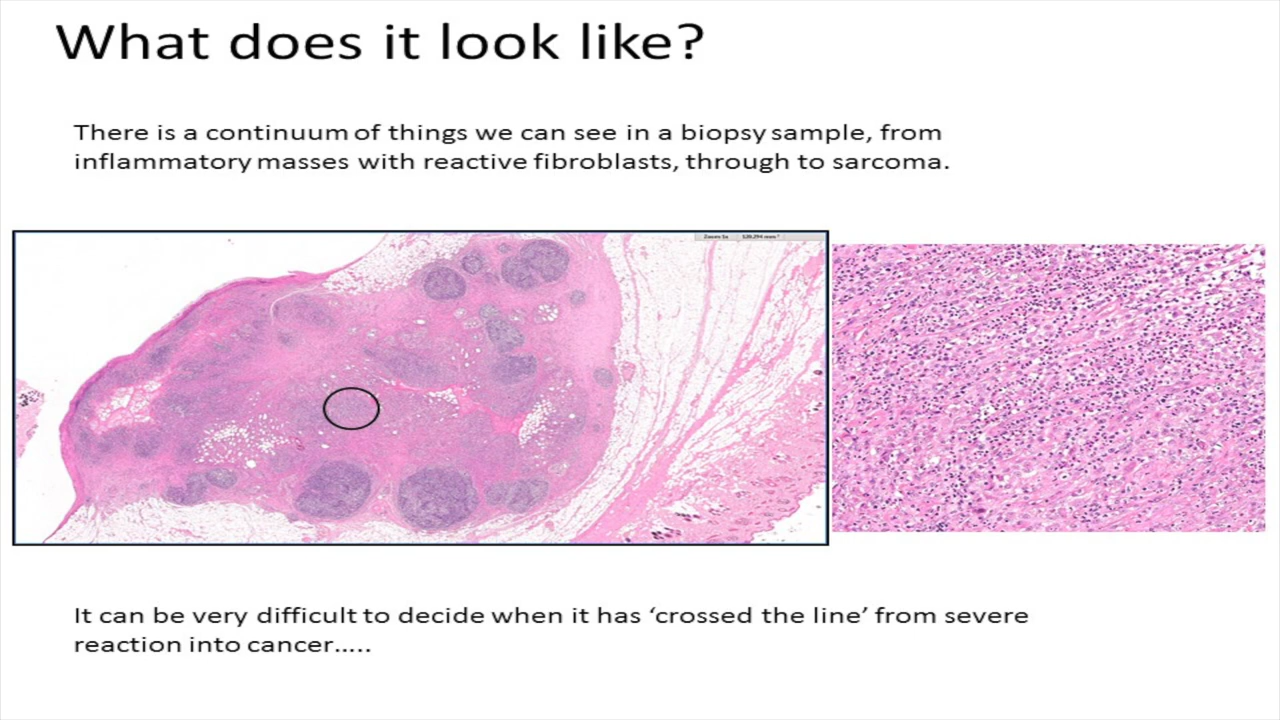 What does it look like?
There is a continuum of things we can see in a biopsy sample, from
inflammatory masses with reactive fibroblasts, through to sarcoma.
Zoom 1x
It can be very difficult to decide when it has ‘crossed the line’ from severe
reaction into cancer.....